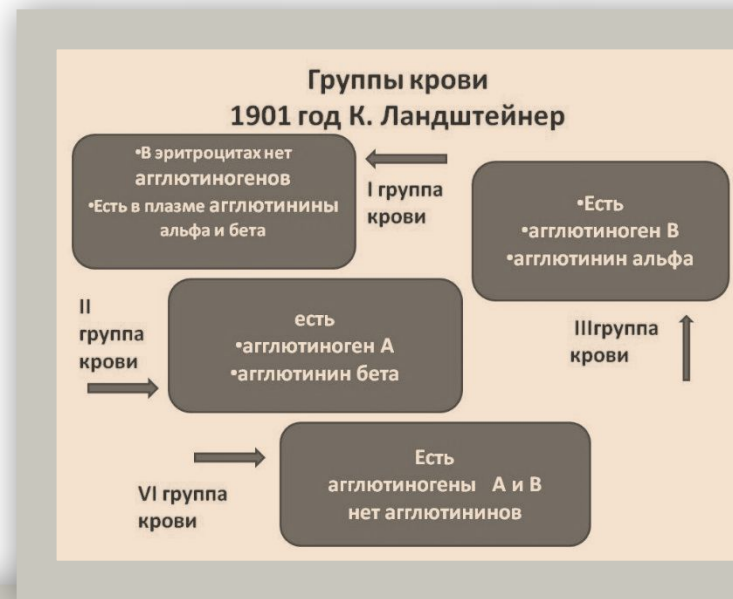 Группы крови
1901 год К. Ландштейнер
•В эритроцитах нет
агглютиногенов
•Есть в плазме агглютинины
альфа и бета
I группа
крови
•Есть
•агглютиноген В
•агглютинин альфа
II
группа
крови
есть
•агглютиноген А
•агглютинин бета
IIIгруппа
крови
VI группа
крови
Есть
агглютиногены А и В
нет агглютининов